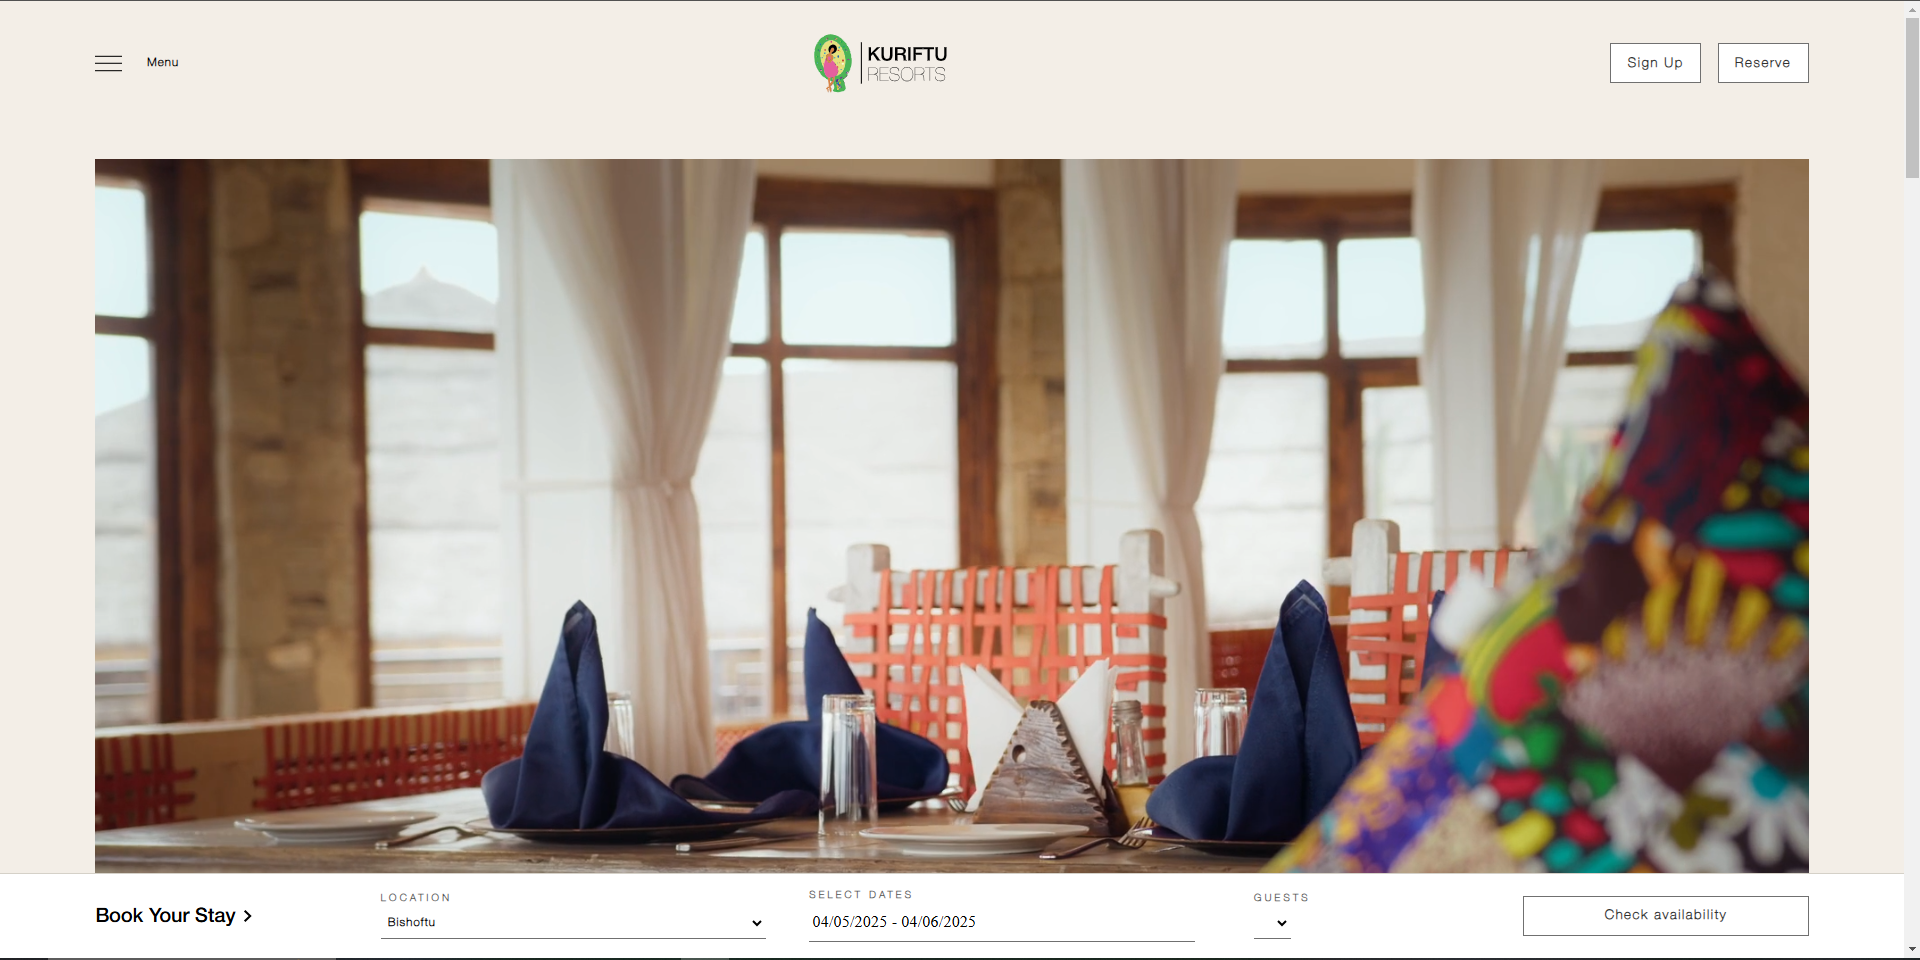 Menu
KURIFTU
RESORTS
Sign Up
Reserve
Book Your Stay
LOCATION
Bishoftu
SELECT DATES
04/05/2025 - 04/06/2025
GUESTS
Check availability